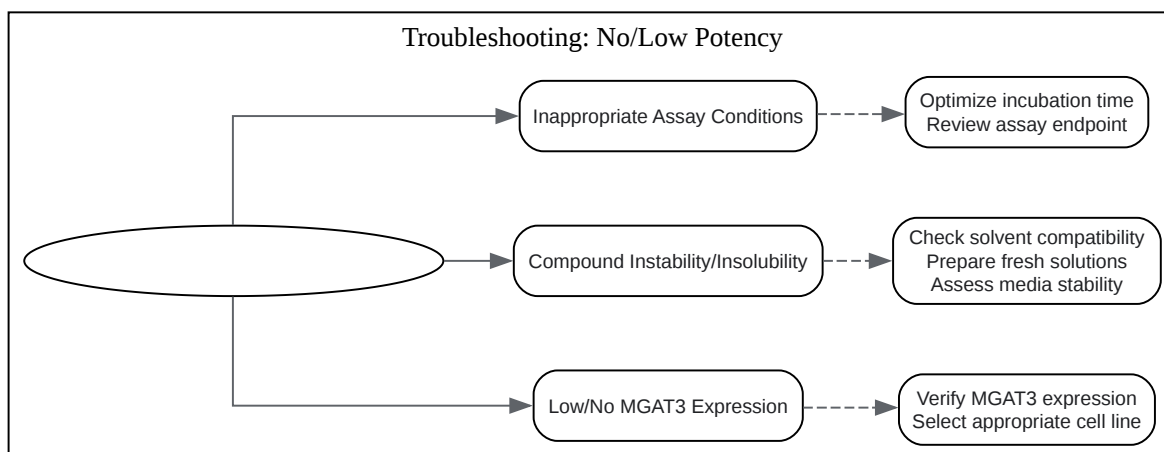 Troubleshooting: No/Low Potency
Inappropriate Assay Conditions
Optimize incubation time
Review assay endpoint
Compound Instability/Insolubility
Check solvent compatibility
Prepare fresh solutions
Assess media stability
Low/No MGAT3 Expression
Verify MGAT3 expression
Select appropriate cell line